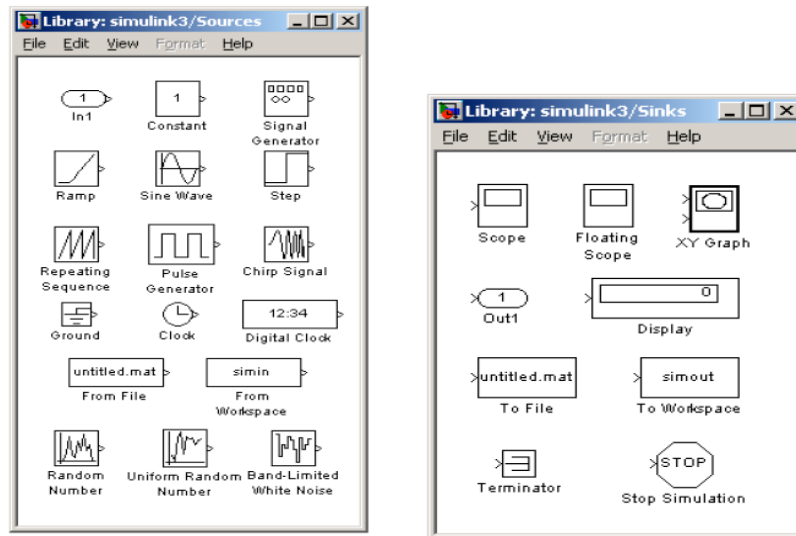 Library: simulink3/Sources
File Edit View Format Help
1
In1
1
Constant
Signal
Generator
Ramp
Sine Wave
Step
Repeating
Sequence
Pulse
Generator
Chirp Signal
Ground
Clock
12:34
Digital Clock
untitled.mat
From File
simin
From
Workspace
Random
Number
Uniform Random
Number
Band-Limited
White Noise
Library: simulink3/Sinks
File Edit View Format Help
Scope
Floating
Scope
XY Graph
1
Out1
0
Display
untitled.mat
To File
simout
To Workspace
Terminator
STOP
Stop Simulation